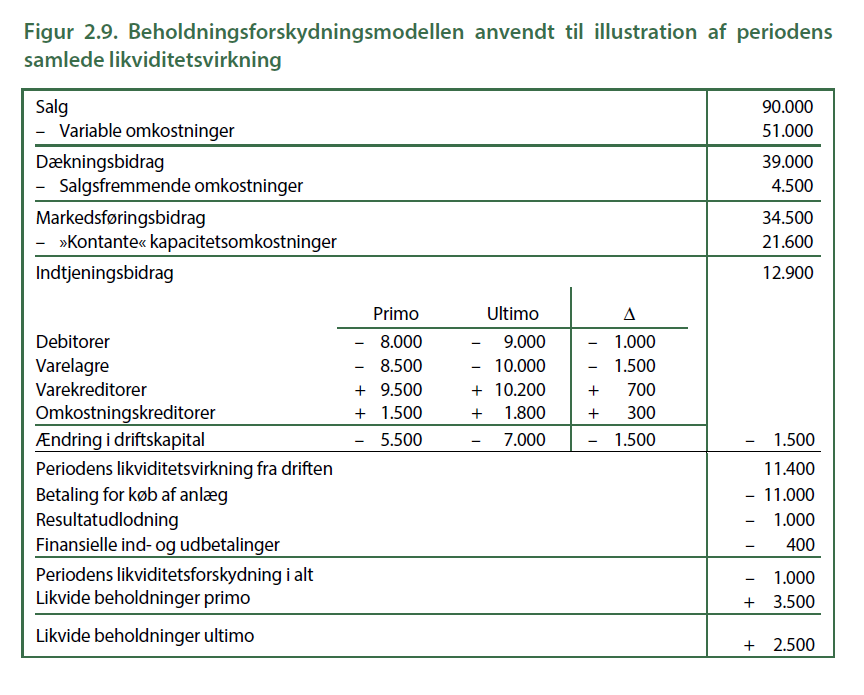 Figur 2.9. Beholdningsforskydningsmodellen anvendt til illustration af periodens
samlede likviditetsvirkning
Salg 90.000
– Variable omkostninger 51.000
Dækningsbidrag 39.000
– Salgsfremmende omkostninger 4.500
Markedsføringsbidrag 34.500
– »Kontante« kapacitetsomkostninger 21.600
Indtjeningsbidrag 12.900
Primo Ultimo Δ
Debitorer – 8.000 – 9.000 – 1.000
Varelagre – 8.500 – 10.000 – 1.500
Varekreditorer + 9.500 + 10.200 + 700
Omkostningskreditorer + 1.500 + 1.800 + 300
Ændring i driftskapital – 5.500 – 7.000 – 1.500 – 1.500
Periodens likviditetsvirkning fra driften 11.400
Betaling for køb af anlæg – 11.000
Resultatudlodning – 1.000
Finansielle ind- og udbetalinger – 400
Periodens likviditetsforskydning i alt – 1.000
Likvide beholdninger primo + 3.500
Likvide beholdninger ultimo + 2.500